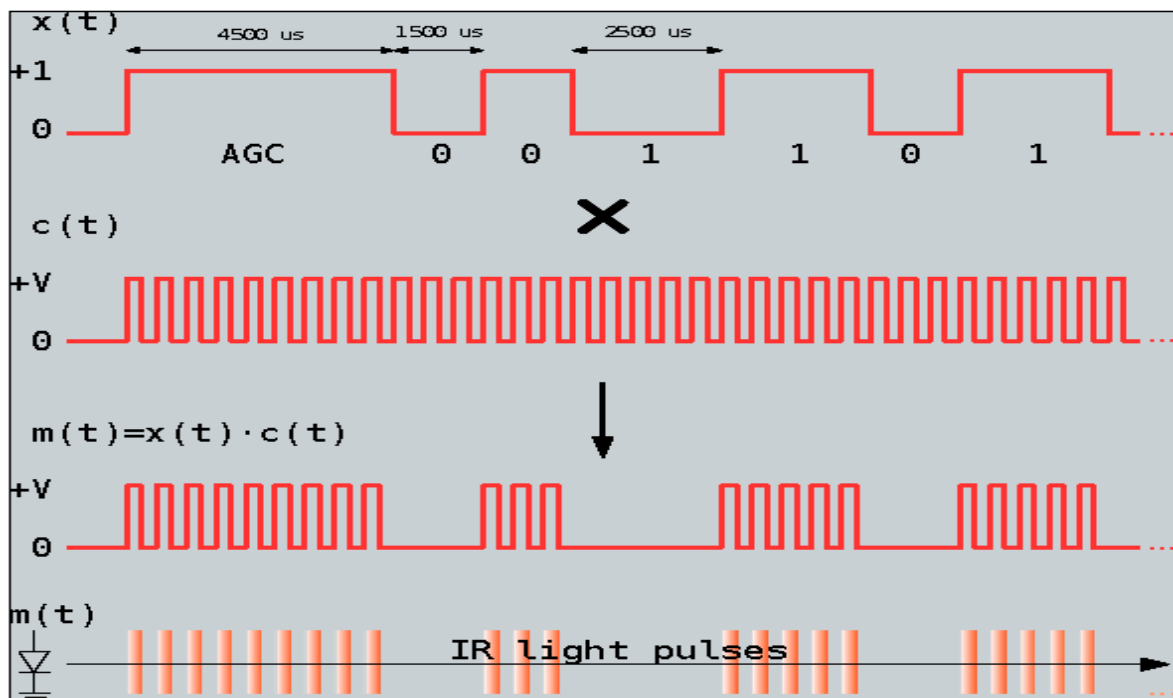 x(t)
4500 us 1500 us 2500 us
+1
0
AGC 0 0 1 1 0 1
c(t)
+V
0
m(t)=x(t)·c(t)
+V
0
m(t)
IR light pulses